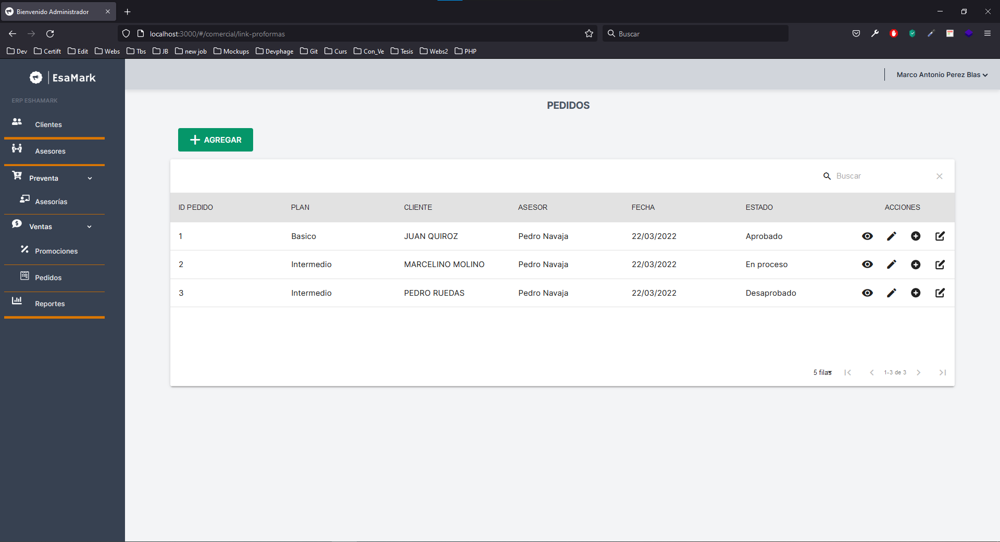 Bienvenido Administrador
localhost:3000/#/comercial/link-proformas
Buscar
Dev Certift Edit Webs Tbs JB new job Mockups Devphage Git Curs Con_Ve Tesis Webs2 PHP
EsaMark
Marco Antonio Perez Blas
ERP ESHAMARK
Clientes
Asesores
Preventa
Asesorías
Ventas
Promociones
Pedidos
Reportes
PEDIDOS
AGREGAR
Buscar
ID PEDIDO PLAN CLIENTE ASESOR FECHA ESTADO ACCIONES
1 Basico JUAN QUIROZ Pedro Navaja 22/03/2022 Aprobado
2 Intermedio MARCELINO MOLINO Pedro Navaja 22/03/2022 En proceso
3 Intermedio PEDRO RUEDAS Pedro Navaja 22/03/2022 Desaprobado
5 filas 1-3 de 3